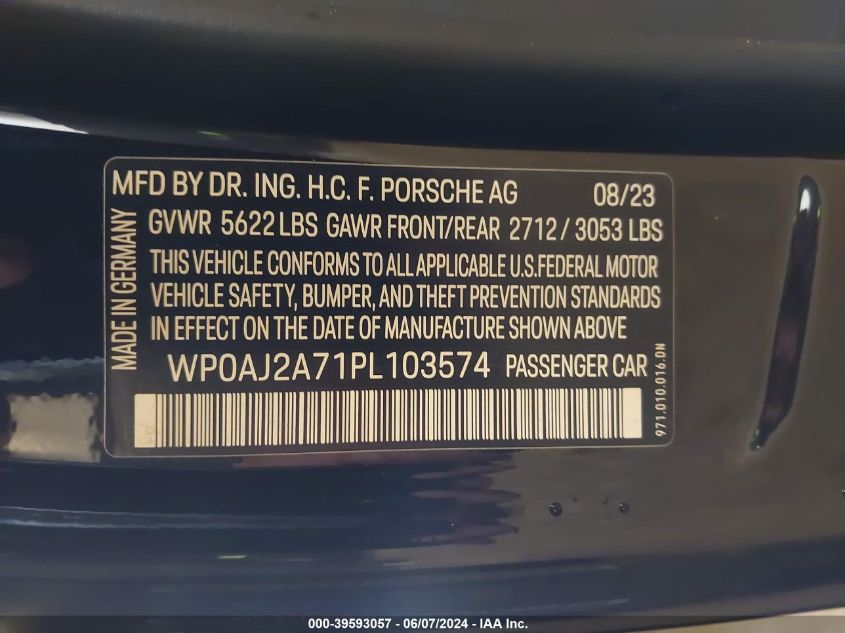 MFD BY DR. ING. H.C. F. PORSCHE AG 08/23
GVWR 5622 LBS GAWR FRONT/REAR 2712 / 3053 LBS
MADE IN GERMANY
THIS VEHICLE CONFORMS TO ALL APPLICABLE U.S.FEDERAL MOTOR
VEHICLE SAFETY, BUMPER, AND THEFT PREVENTION STANDARDS
IN EFFECT ON THE DATE OF MANUFACTURE SHOWN ABOVE
WP0AJ2A71PL103574 PASSENGER CAR
971.010.016.DN
000-39593057 - 06/07/2024 - IAA Inc.